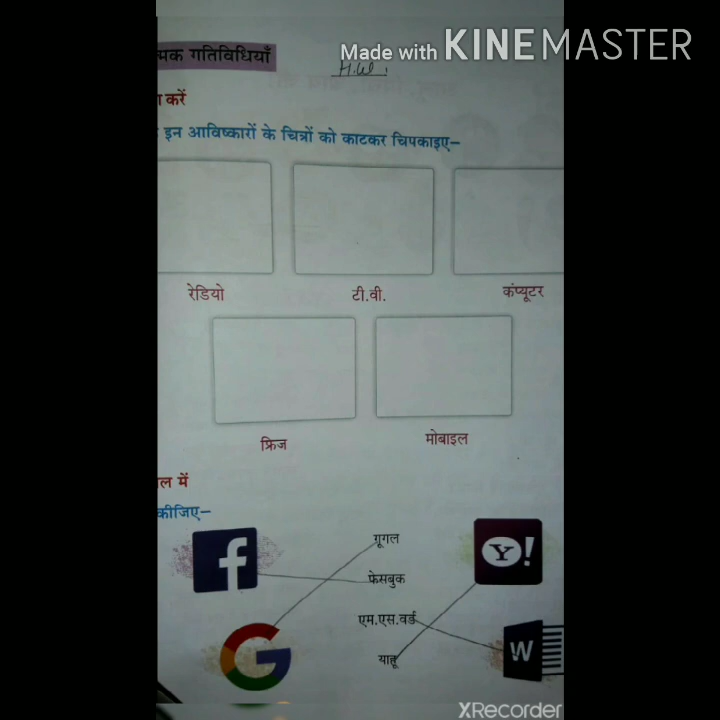 Made with KINEMASTER
मक गतिविधियाँ
H.W.
करें
इन आविष्कारों के चित्रों को काटकर चिपकाइए–
रेडियो टी.वी. कंप्यूटर
फ्रिज मोबाइल
ल में
कीजिए–
f गूगल Y!
फेसबुक
एम.एस.वर्ड
G याहू W
XRecorder